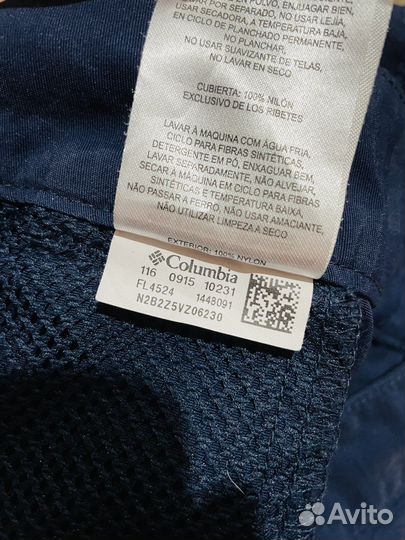 EN POLVO, ENJUAGAR BIEN,
LAVAR POR SEPARADO, NO USAR LEJÍA,
USAR SECADORA, A TEMPERATURA BAJA,
EN CICLO DE PLANCHADO PERMANENTE,
NO PLANCHAR,
NO USAR SUAVIZANTE DE TELAS,
NO LAVAR EN SECO
CUBIERTA: 100% NILÓN
EXCLUSIVO DE LOS RIBETES
LAVAR À MAQUINA COM ÁGUA FRIA,
CICLO PARA FIBRAS SINTÉTICAS,
DETERGENTE EM PÓ, ENXAGUAR BEM,
LAVAR SEPARADAMENTE, NÃO ALVEJAR,
SECAR À MÁQUINA EM CICLO PARA FIBRAS
SINTÉTICAS E TEMPERATURA BAIXA,
NÃO PASSAR A FERRO, NÃO USAR AMACIANTE,
NÃO UTILIZAR LIMPEZA À SECO
EXTERIOR: 100% NYLON
Columbia
116 0915 10231
FL4524 1448091
N2B2Z5VZ06230
Avito